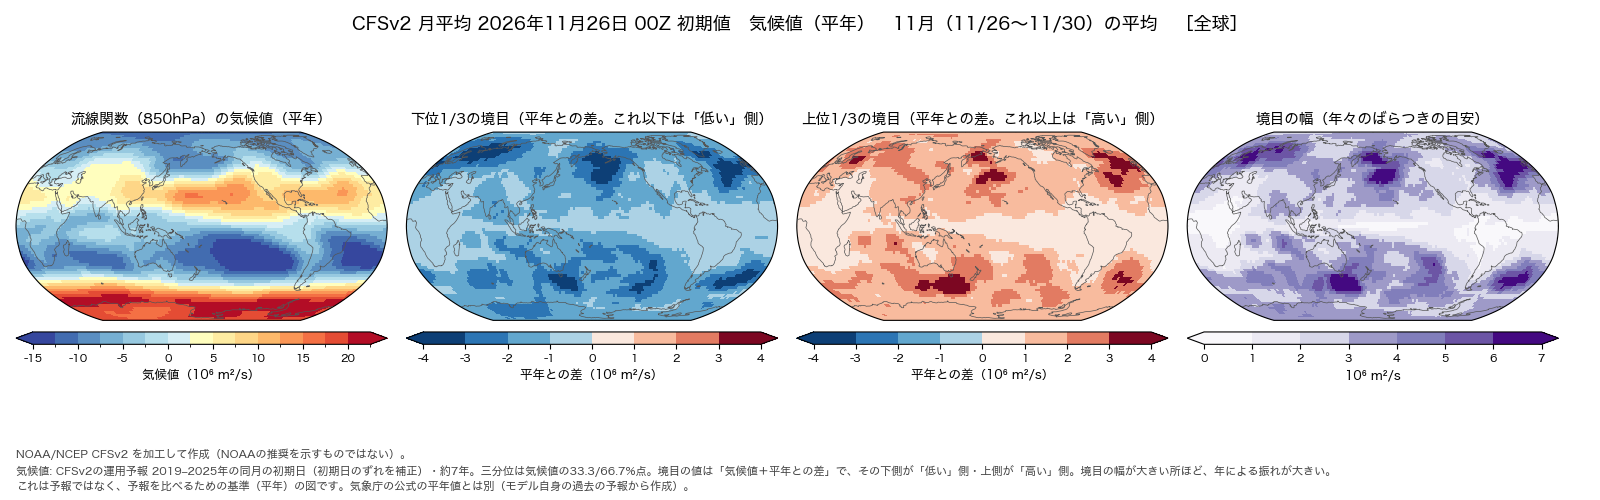 CFSv2 月平均 2026年11月26日 00Z 初期値　気候値（平年）　11月（11/26～11/30）の平均　［全球］
流線関数（850hPa）の気候値（平年）
下位1/3の境目（平年との差。これ以下は「低い」側）
上位1/3の境目（平年との差。これ以上は「高い」側）
境目の幅（年々のばらつきの目安）
-15 -10 -5 0 5 10 15 20
-4 -3 -2 -1 0 1 2 3 4
-4 -3 -2 -1 0 1 2 3 4
0 1 2 3 4 5 6 7
気候値（10⁶ m²/s）
平年との差（10⁶ m²/s）
平年との差（10⁶ m²/s）
10⁶ m²/s
NOAA/NCEP CFSv2 を加工して作成（NOAAの推奨を示すものではない）。
気候値: CFSv2の運用予報 2019–2025年の同月の初期日（初期日のずれを補正）・約7年。三分位は気候値の33.3/66.7%点。境目の値は「気候値＋平年との差」で、その下側が「低い」側・上側が「高い」側。境目の幅が大きい所ほど、年による振れが大きい。
これは予報ではなく、予報を比べるための基準（平年）の図です。気象庁の公式の平年値とは別（モデル自身の過去の予報から作成）。